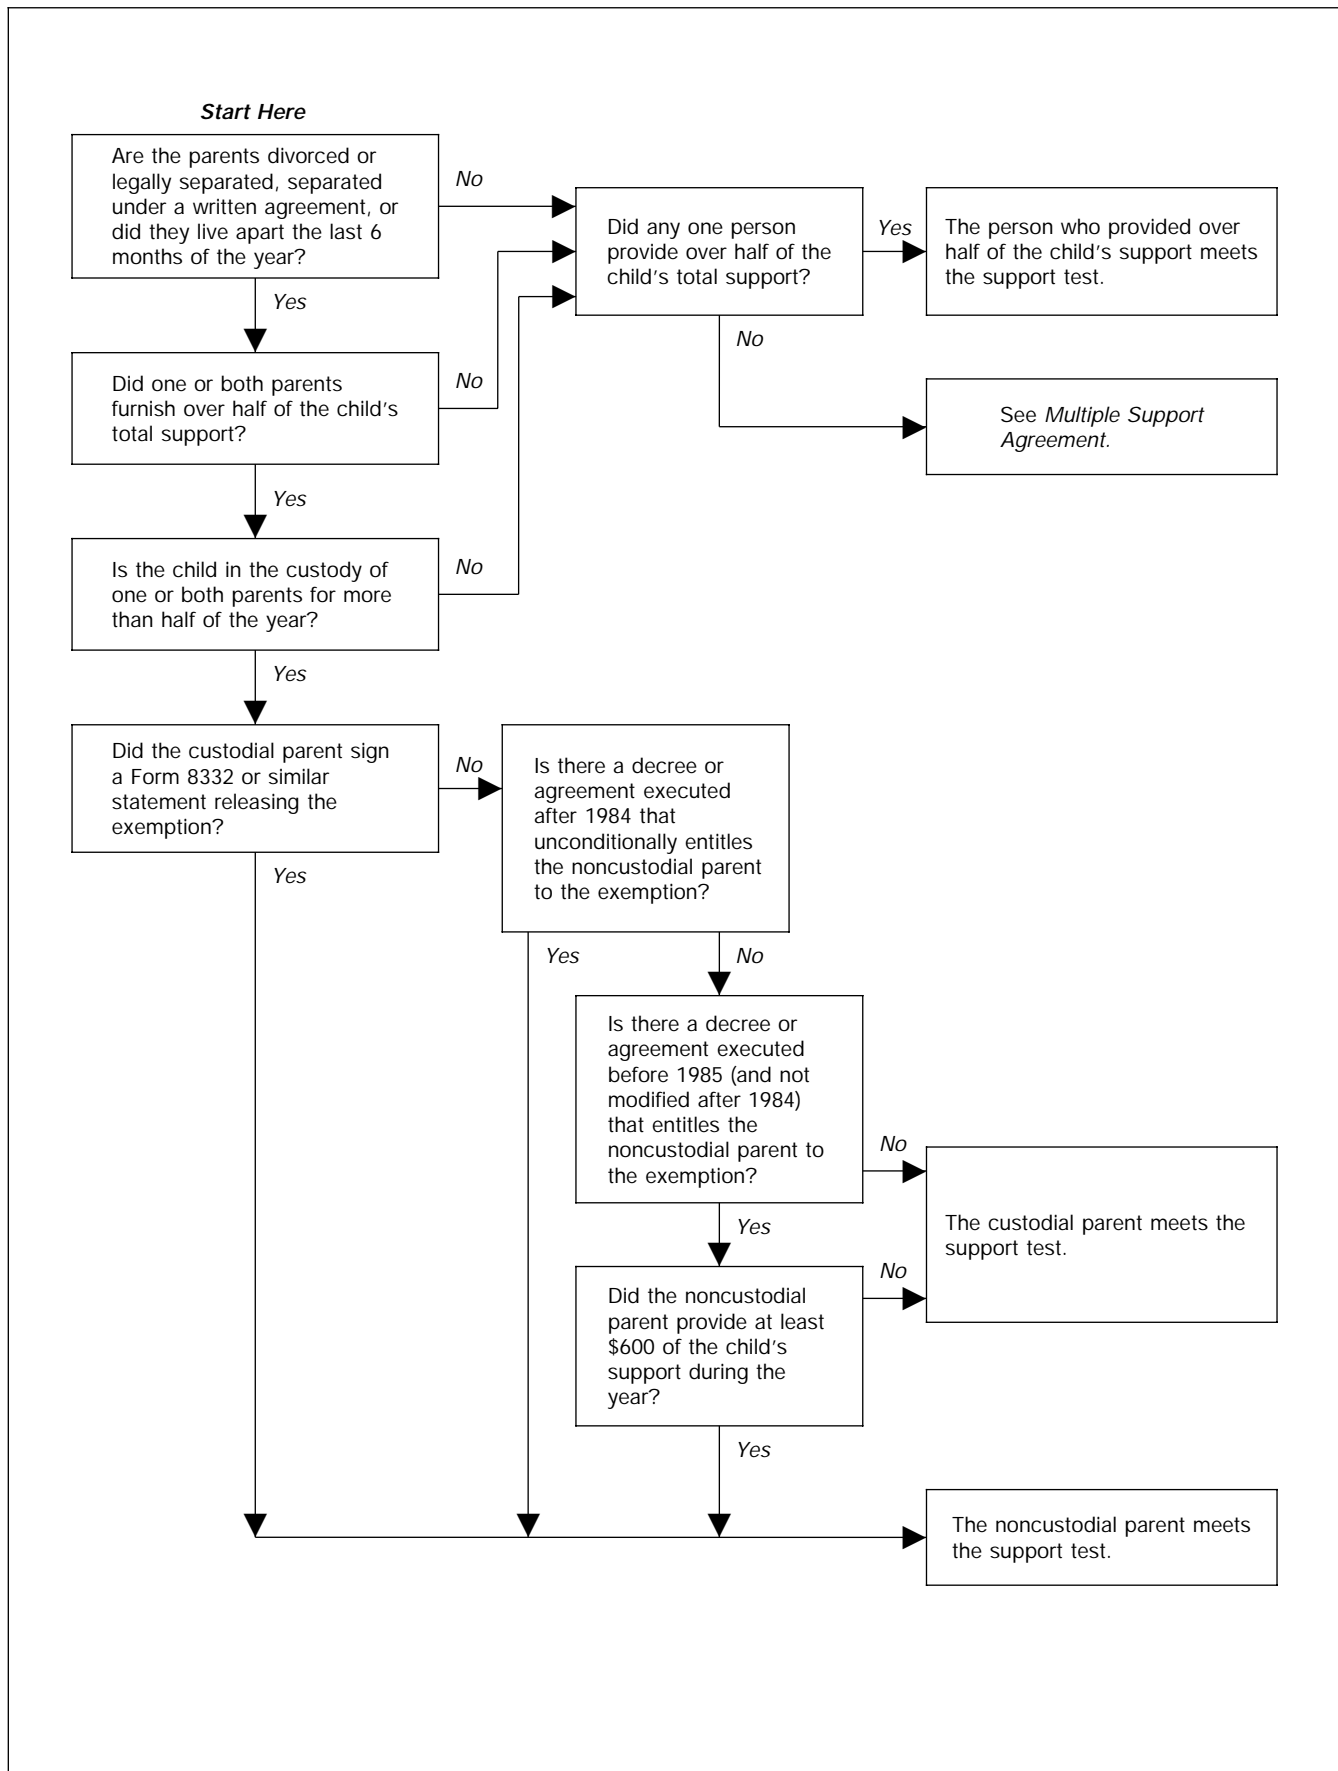 Start Here
Are the parents divorced or
legally separated, separated
under a written agreement, or
did they live apart the last 6
months of the year?
No
Did any one person
provide over half of the
child's total support?
Yes
The person who provided over
half of the child's support meets
the support test.
Yes
No
Did one or both parents
furnish over half of the child's
total support?
No
See Multiple Support
Agreement.
Yes
Is the child in the custody of
one or both parents for more
than half of the year?
No
Yes
Did the custodial parent sign
a Form 8332 or similar
statement releasing the
exemption?
No
Is there a decree or
agreement executed
after 1984 that
unconditionally entitles
the noncustodial parent
to the exemption?
Yes
Yes
No
Is there a decree or
agreement executed
before 1985 (and not
modified after 1984)
that entitles the
noncustodial parent to
the exemption?
No
The custodial parent meets the
support test.
Yes
Did the noncustodial
parent provide at least
$600 of the child's
support during the
year?
No
Yes
The noncustodial parent meets
the support test.